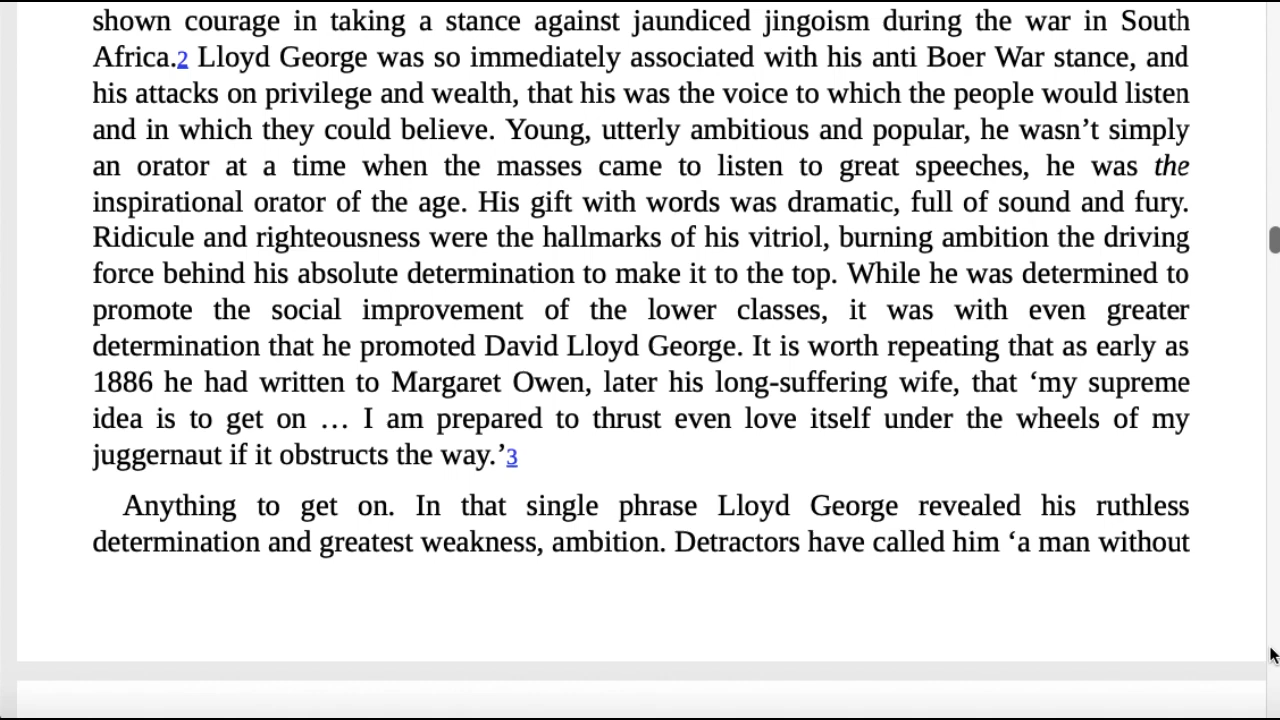 shown courage in taking a stance against jaundiced jingoism during the war in South
Africa.2 Lloyd George was so immediately associated with his anti Boer War stance, and
his attacks on privilege and wealth, that his was the voice to which the people would listen
and in which they could believe. Young, utterly ambitious and popular, he wasn’t simply
an orator at a time when the masses came to listen to great speeches, he was the
inspirational orator of the age. His gift with words was dramatic, full of sound and fury.
Ridicule and righteousness were the hallmarks of his vitriol, burning ambition the driving
force behind his absolute determination to make it to the top. While he was determined to
promote the social improvement of the lower classes, it was with even greater
determination that he promoted David Lloyd George. It is worth repeating that as early as
1886 he had written to Margaret Owen, later his long-suffering wife, that ‘my supreme
idea is to get on … I am prepared to thrust even love itself under the wheels of my
juggernaut if it obstructs the way.’3
Anything to get on. In that single phrase Lloyd George revealed his ruthless
determination and greatest weakness, ambition. Detractors have called him ‘a man without